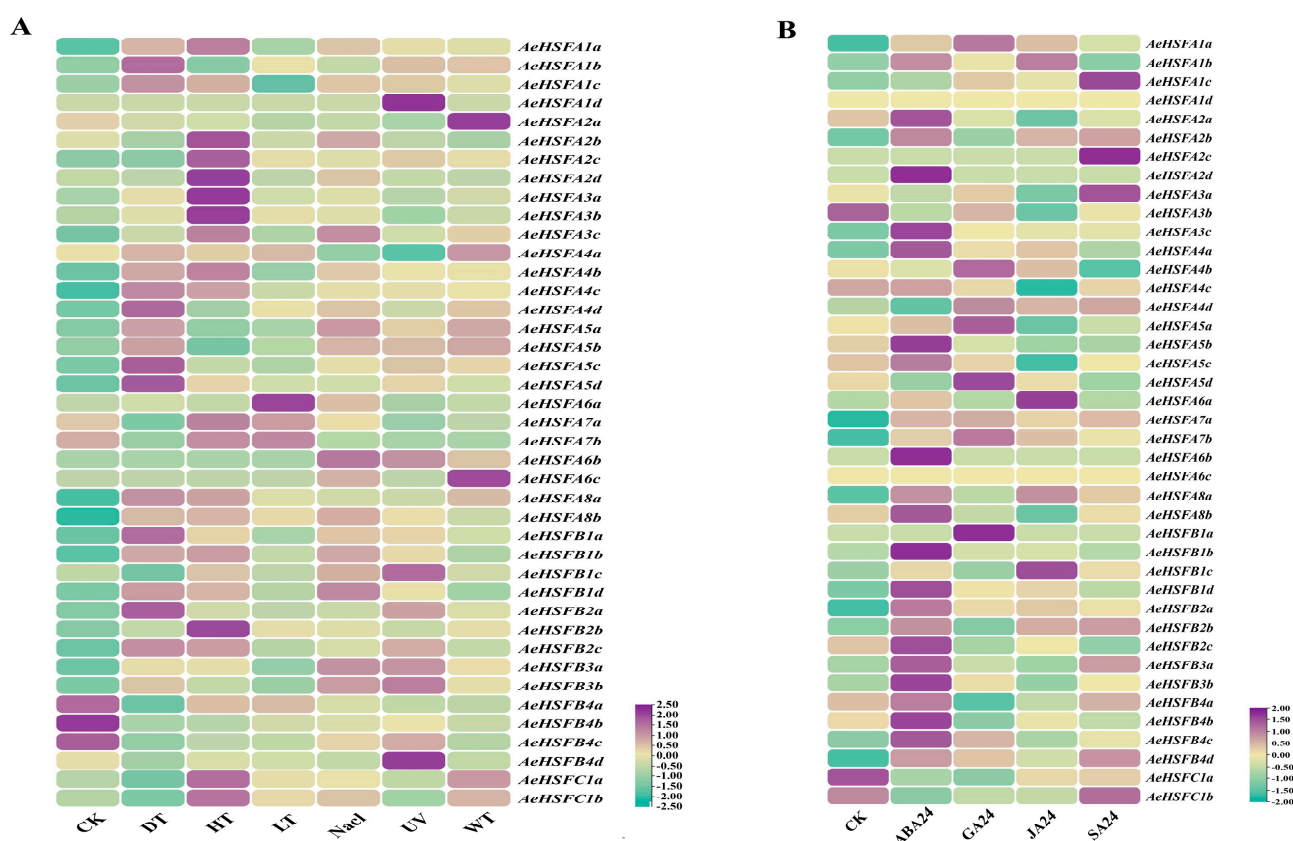 A
AeHSFA1a
AeHSFA1b
AeHSFA1c
AeHSFA1d
AeHSFA2a
AeHSFA2b
AeHSFA2c
AeHSFA2d
AeHSFA3a
AeHSFA3b
AeHSFA3c
AeHSFA4a
AeHSFA4b
AeHSFA4c
AeHSFA4d
AeHSFA5a
AeHSFA5b
AeHSFA5c
AeHSFA5d
AeHSFA6a
AeHSFA7a
AeHSFA7b
AeHSFA6b
AeHSFA6c
AeHSFA8a
AeHSFA8b
AeHSFB1a
AeHSFB1b
AeHSFB1c
AeHSFB1d
AeHSFB2a
AeHSFB2b
AeHSFB2c
AeHSFB3a
AeHSFB3b
AeHSFB4a
AeHSFB4b
AeHSFB4c
AeHSFB4d
AeHSFC1a
AeHSFC1b
CK DT HT LT Nacl UV WT
2.50
2.00
1.50
1.00
0.50
0.00
-0.50
-1.00
-1.50
-2.00
-2.50
B
AeHSFA1a
AeHSFA1b
AeHSFA1c
AeHSFA1d
AeHSFA2a
AeHSFA2b
AeHSFA2c
AeHSFA2d
AeHSFA3a
AeHSFA3b
AeHSFA3c
AeHSFA4a
AeHSFA4b
AeHSFA4c
AeHSFA4d
AeHSFA5a
AeHSFA5b
AeHSFA5c
AeHSFA5d
AeHSFA6a
AeHSFA7a
AeHSFA7b
AeHSFA6b
AeHSFA6c
AeHSFA8a
AeHSFA8b
AeHSFB1a
AeHSFB1b
AeHSFB1c
AeHSFB1d
AeHSFB2a
AeHSFB2b
AeHSFB2c
AeHSFB3a
AeHSFB3b
AeHSFB4a
AeHSFB4b
AeHSFB4c
AeHSFB4d
AeHSFC1a
AeHSFC1b
CK ABA24 GA24 JA24 SA24
2.00
1.50
1.00
0.50
0.00
-0.50
-1.00
-1.50
-2.00